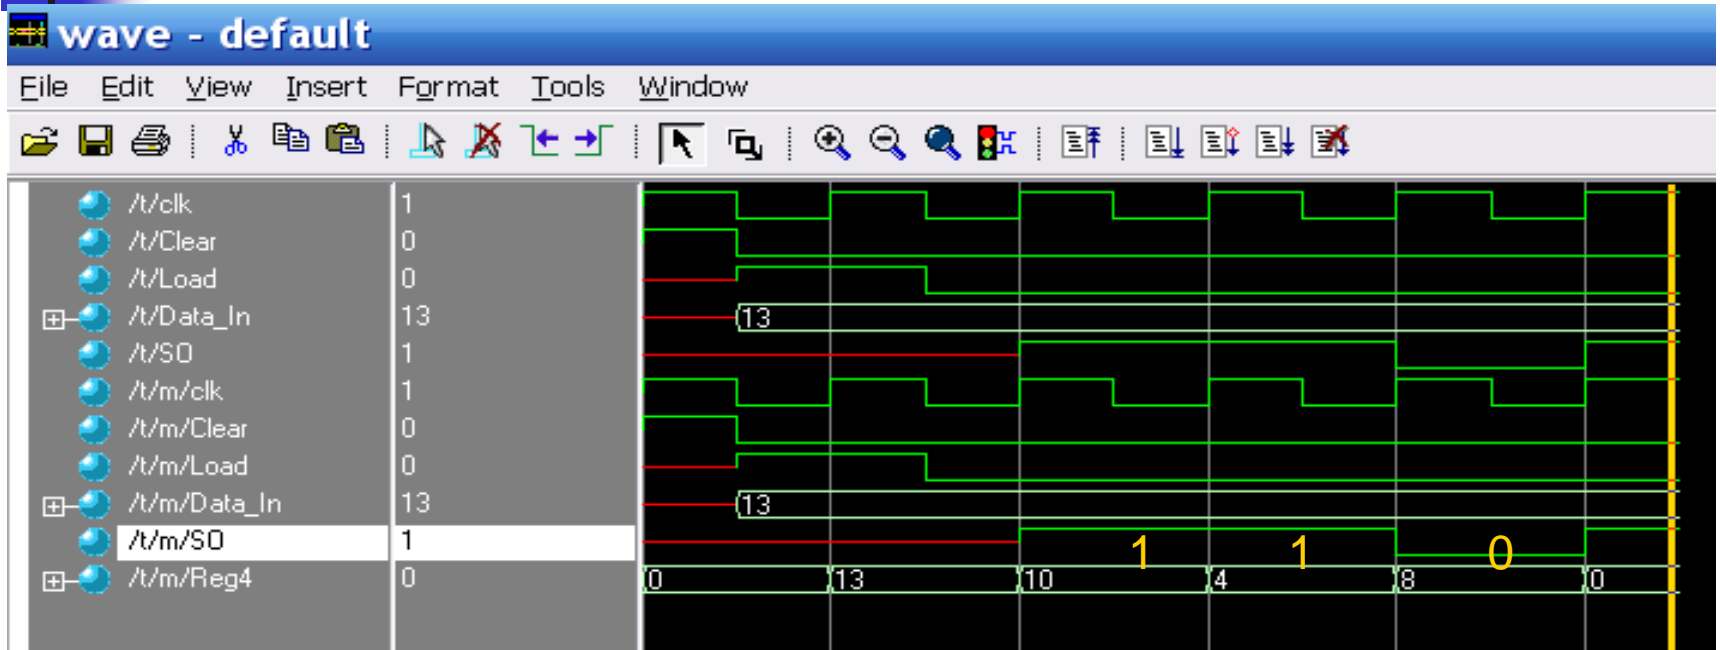 wave - default
File Edit View Insert Format Tools Window
/t/clk 1
/t/Clear 0
/t/Load 0
/t/Data_In 13 13
/t/SO 1
/t/m/clk 1
/t/m/Clear 0
/t/m/Load 0
/t/m/Data_In 13 13
/t/m/SO 1 1 1 0
/t/m/Reg4 0 0 13 10 4 8 0